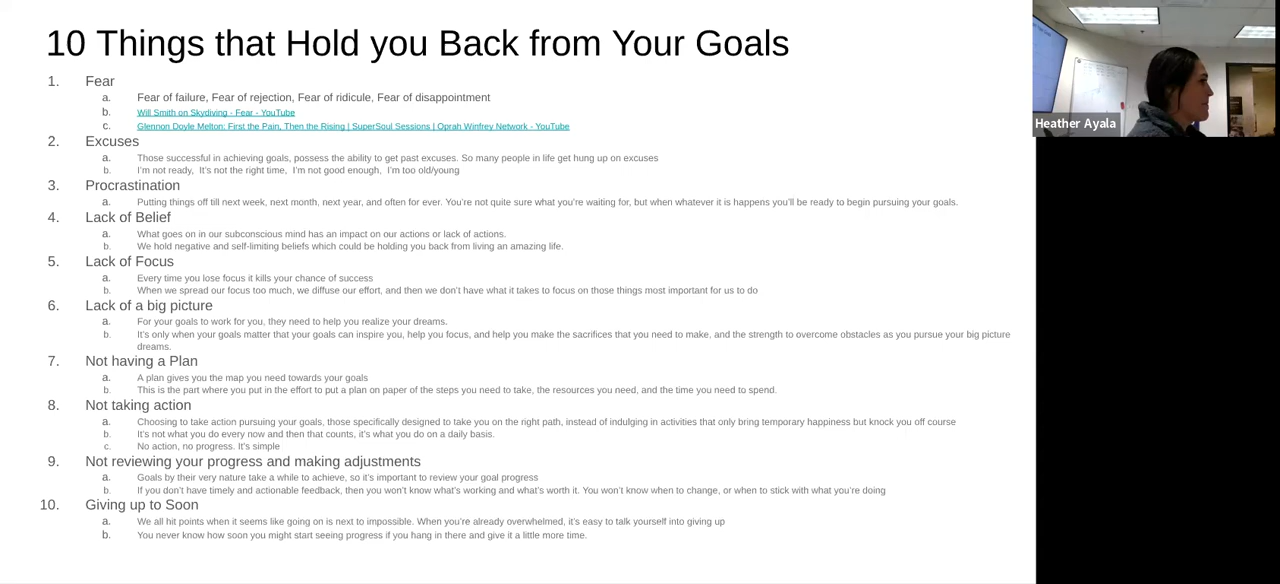 10 Things that Hold you Back from Your Goals
1. Fear
a. Fear of failure, Fear of rejection, Fear of ridicule, Fear of disappointment
b. Will Smith on Skydiving - Fear - YouTube
c. Glennon Doyle Melton: First the Pain, Then the Rising | SuperSoul Sessions | Oprah Winfrey Network - YouTube
2. Excuses
a. Those successful in achieving goals, possess the ability to get past excuses. So many people in life get hung up on excuses
b. I'm not ready, It's not the right time, I'm not good enough, I'm too old/young
3. Procrastination
a. Putting things off till next week, next month, next year, and often for ever. You're not quite sure what you're waiting for, but when whatever it is happens you'll be ready to begin pursuing your goals.
4. Lack of Belief
a. What goes on in our subconscious mind has an impact on our actions or lack of actions.
b. We hold negative and self-limiting beliefs which could be holding you back from living an amazing life.
5. Lack of Focus
a. Every time you lose focus it kills your chance of success
b. When we spread our focus too much, we diffuse our effort, and then we don't have what it takes to focus on those things most important for us to do
6. Lack of a big picture
a. For your goals to work for you, they need to help you realize your dreams.
b. It's only when your goals matter that your goals can inspire you, help you focus, and help you make the sacrifices that you need to make, and the strength to overcome obstacles as you pursue your big picture
dreams.
7. Not having a Plan
a. A plan gives you the map you need towards your goals
b. This is the part where you put in the effort to put a plan on paper of the steps you need to take, the resources you need, and the time you need to spend.
8. Not taking action
a. Choosing to take action pursuing your goals, those specifically designed to take you on the right path, instead of indulging in activities that only bring temporary happiness but knock you off course
b. It's not what you do every now and then that counts, it's what you do on a daily basis.
c. No action, no progress. It's simple
9. Not reviewing your progress and making adjustments
a. Goals by their very nature take a while to achieve, so it's important to review your goal progress
b. If you don't have timely and actionable feedback, then you won't know what's working and what's worth it. You won't know when to change, or when to stick with what you're doing
10. Giving up to Soon
a. We all hit points when it seems like going on is next to impossible. When you're already overwhelmed, it's easy to talk yourself into giving up
b. You never know how soon you might start seeing progress if you hang in there and give it a little more time.
Heather Ayala